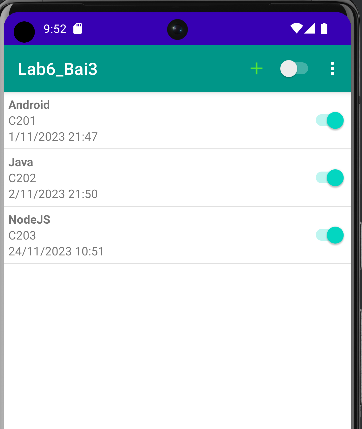 9:52
Lab6_Bai3
Android
C201
1/11/2023 21:47
Java
C202
2/11/2023 21:50
NodeJS
C203
24/11/2023 10:51